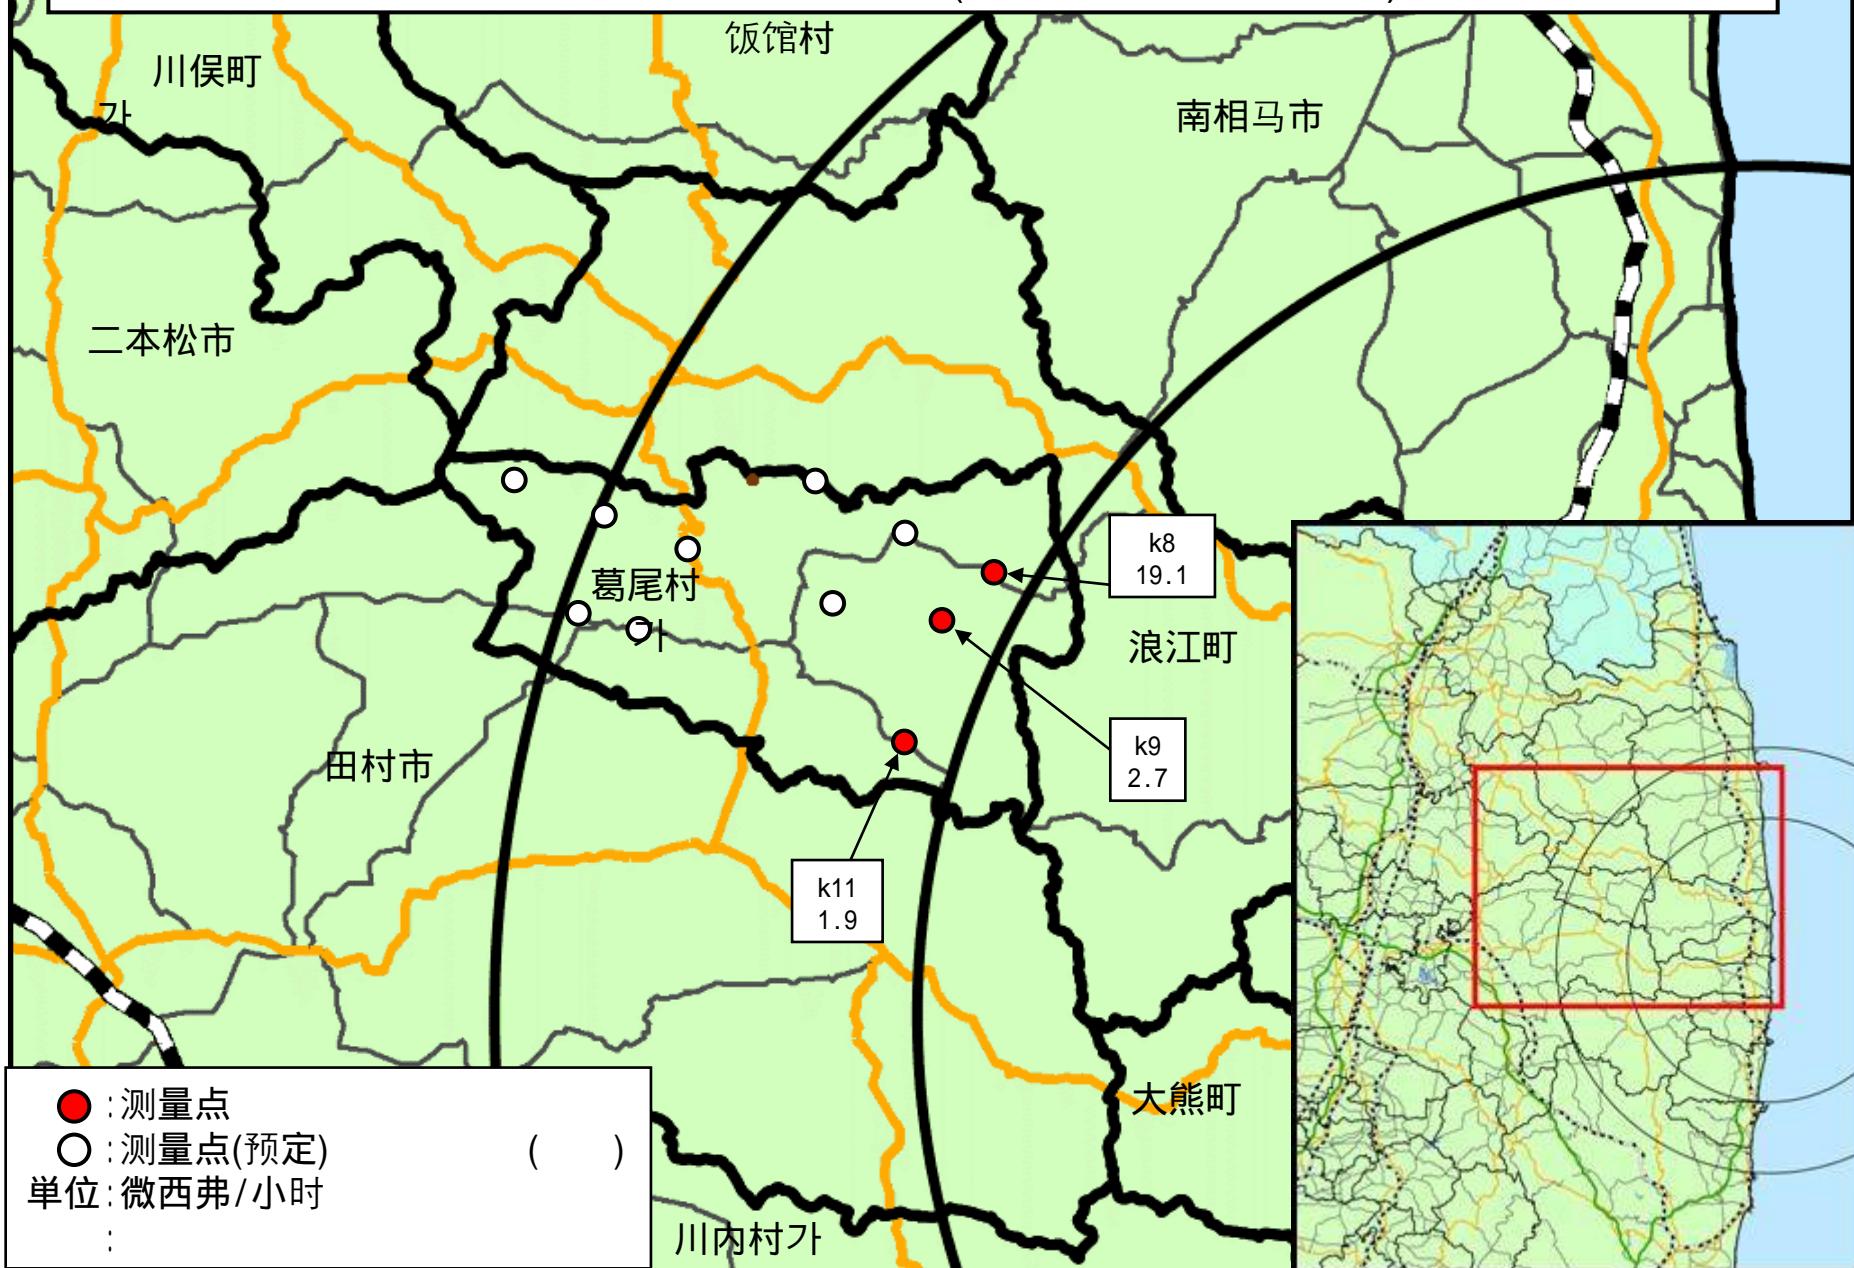 饭馆村
川俣町
가
南相马市
二本松市
k8
19.1
葛尾村
가
浪江町
k9
2.7
田村市
k11
1.9
大熊町
川内村가
:测量点
:测量点(预定) ( )
単位:微西弗/小时
: